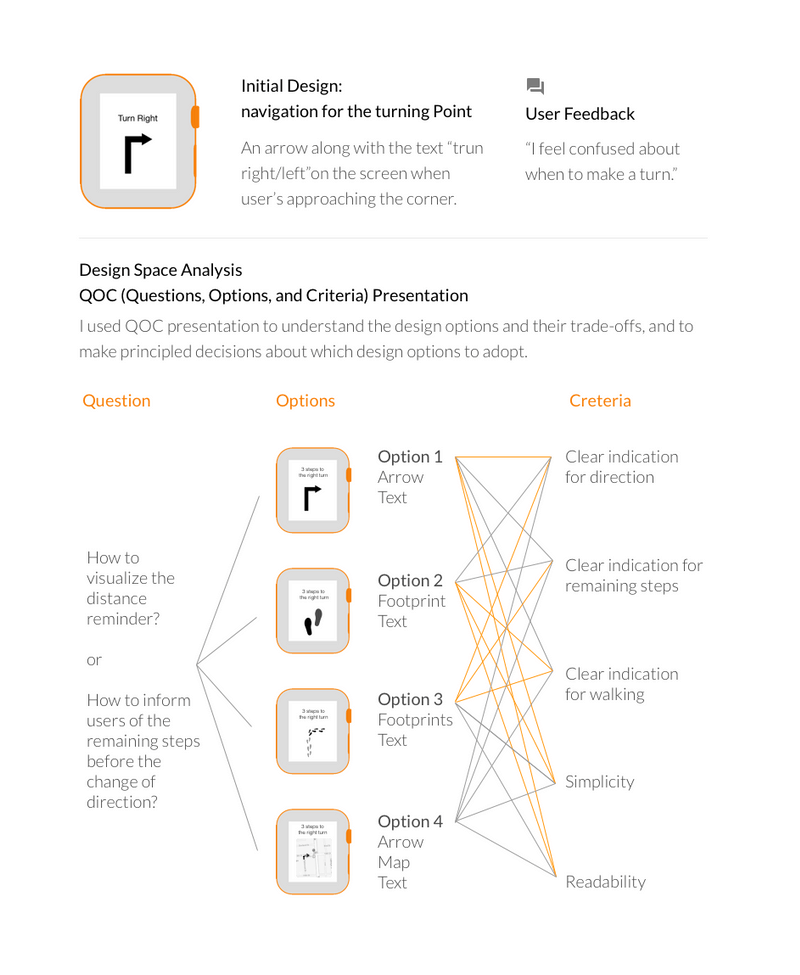 Turn Right
Initial Design:
navigation for the turning Point
An arrow along with the text “trun
right/left”on the screen when
user’s approaching the corner.
User Feedback
“I feel confused about
when to make a turn.”
Design Space Analysis
QOC (Questions, Options, and Criteria) Presentation
I used QOC presentation to understand the design options and their trade-offs, and to
make principled decisions about which design options to adopt.
Question
Options
Creteria
How to
visualize the
distance
reminder?
or
How to inform
users of the
remaining steps
before the
change of
direction?
3 steps to
the right turn
Option 1
Arrow
Text
3 steps to
the right turn
Option 2
Footprint
Text
3 steps to
the right turn
Option 3
Footprints
Text
3 steps to
the right turn
Option 4
Arrow
Map
Text
Clear indication
for direction
Clear indication for
remaining steps
Clear indication
for walking
Simplicity
Readability